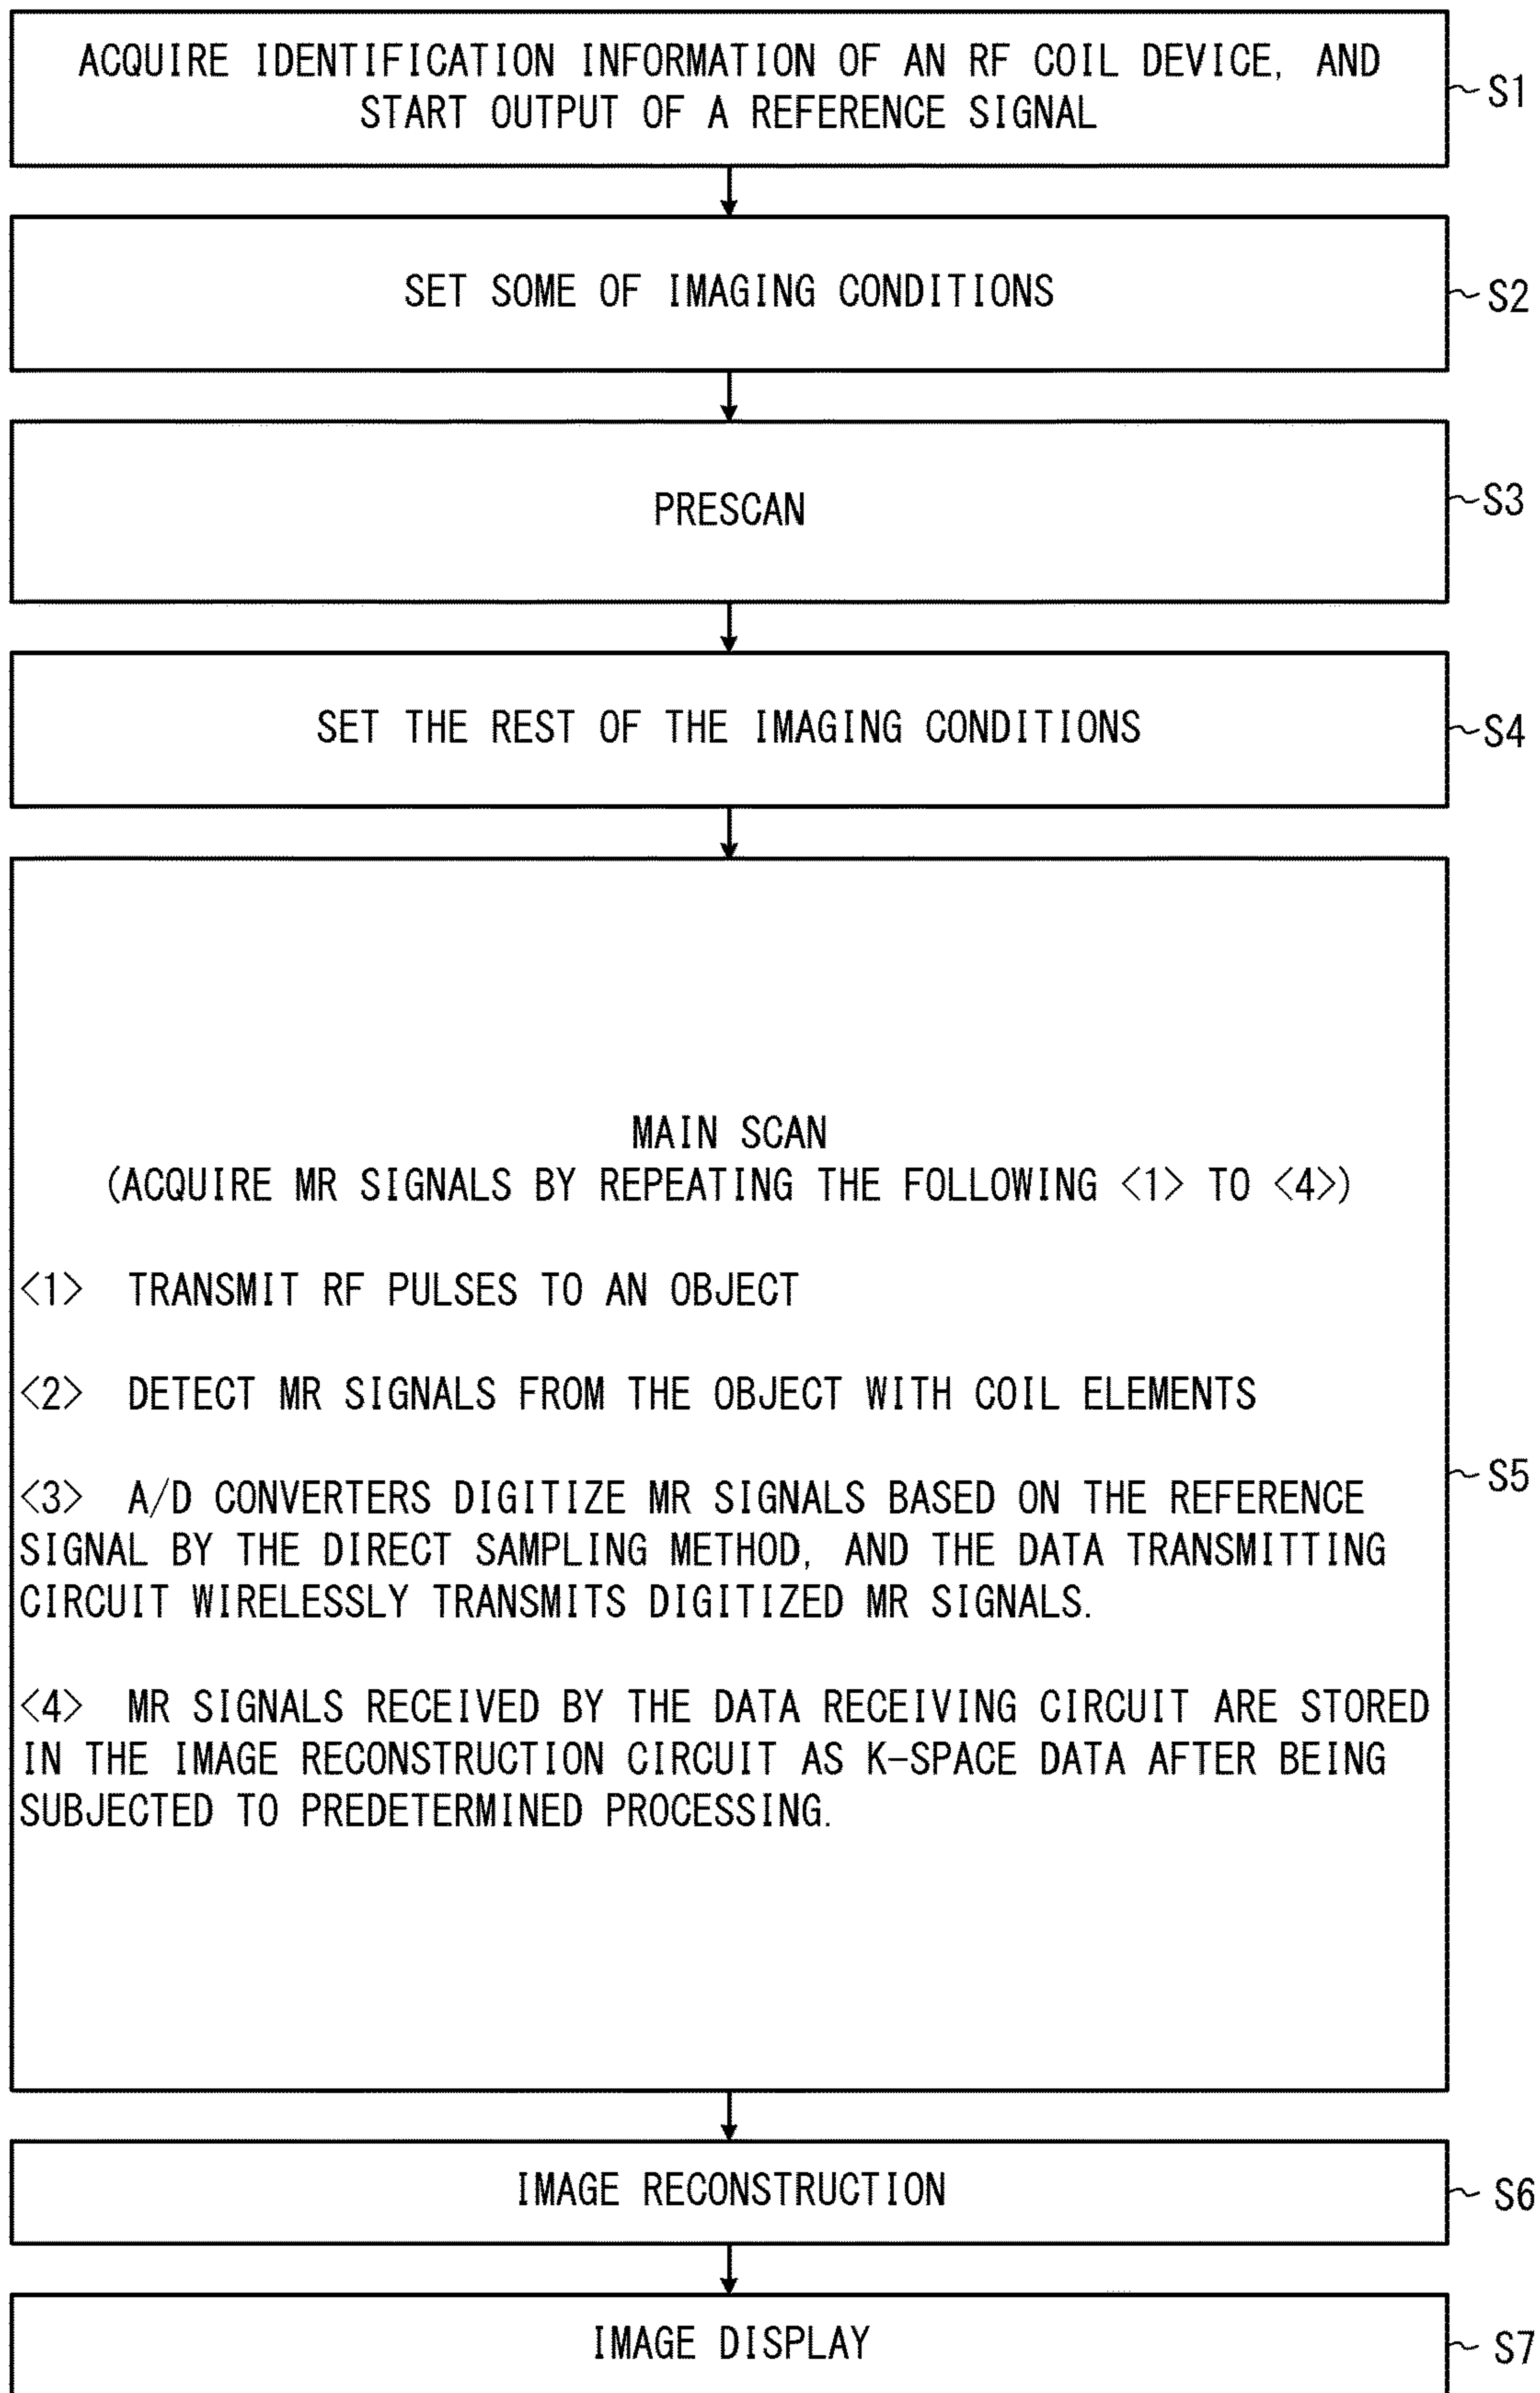 ACQUIRE IDENTIFICATION INFORMATION OF AN RF COIL DEVICE, AND
START OUTPUT OF A REFERENCE SIGNAL
S1
SET SOME OF IMAGING CONDITIONS
S2
PRESCAN
S3
SET THE REST OF THE IMAGING CONDITIONS
S4
MAIN SCAN
(ACQUIRE MR SIGNALS BY REPEATING THE FOLLOWING <1> TO <4>)
<1> TRANSMIT RF PULSES TO AN OBJECT
<2> DETECT MR SIGNALS FROM THE OBJECT WITH COIL ELEMENTS
<3> A/D CONVERTERS DIGITIZE MR SIGNALS BASED ON THE REFERENCE
SIGNAL BY THE DIRECT SAMPLING METHOD, AND THE DATA TRANSMITTING
CIRCUIT WIRELESSLY TRANSMITS DIGITIZED MR SIGNALS.
<4> MR SIGNALS RECEIVED BY THE DATA RECEIVING CIRCUIT ARE STORED
IN THE IMAGE RECONSTRUCTION CIRCUIT AS K-SPACE DATA AFTER BEING
SUBJECTED TO PREDETERMINED PROCESSING.
S5
IMAGE RECONSTRUCTION
S6
IMAGE DISPLAY
S7